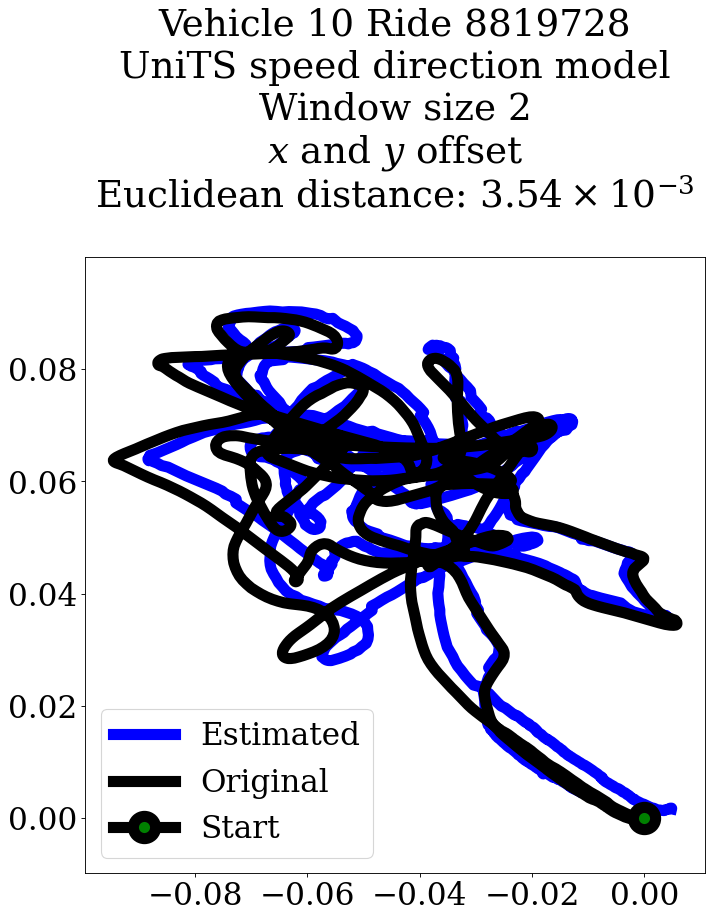 Vehicle 10 Ride 8819728
UniTS speed direction model
Window size 2
x and y offset
Euclidean distance: 3.54 × 10⁻³
0.08
0.06
0.04
0.02
0.00
Estimated
Original
Start
−0.08 −0.06 −0.04 −0.02 0.00